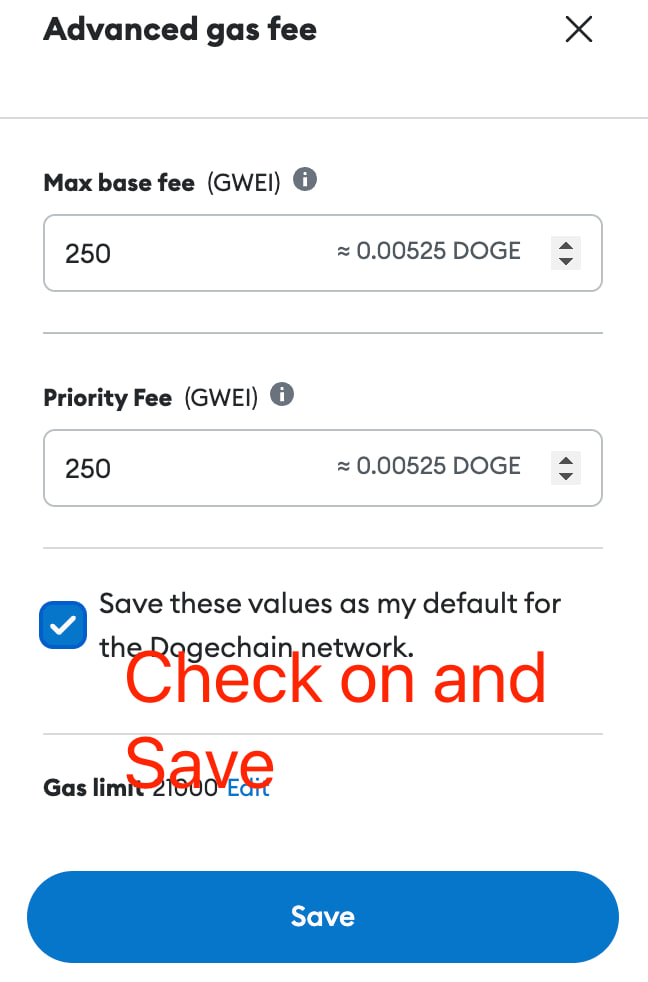 Advanced gas fee
Max base fee (GWEI)
250 ≈ 0.00525 DOGE
Priority Fee (GWEI)
250 ≈ 0.00525 DOGE
Save these values as my default for
the Dogechain network.
Check on and
Save
Gas limit 21000 Edit
Save